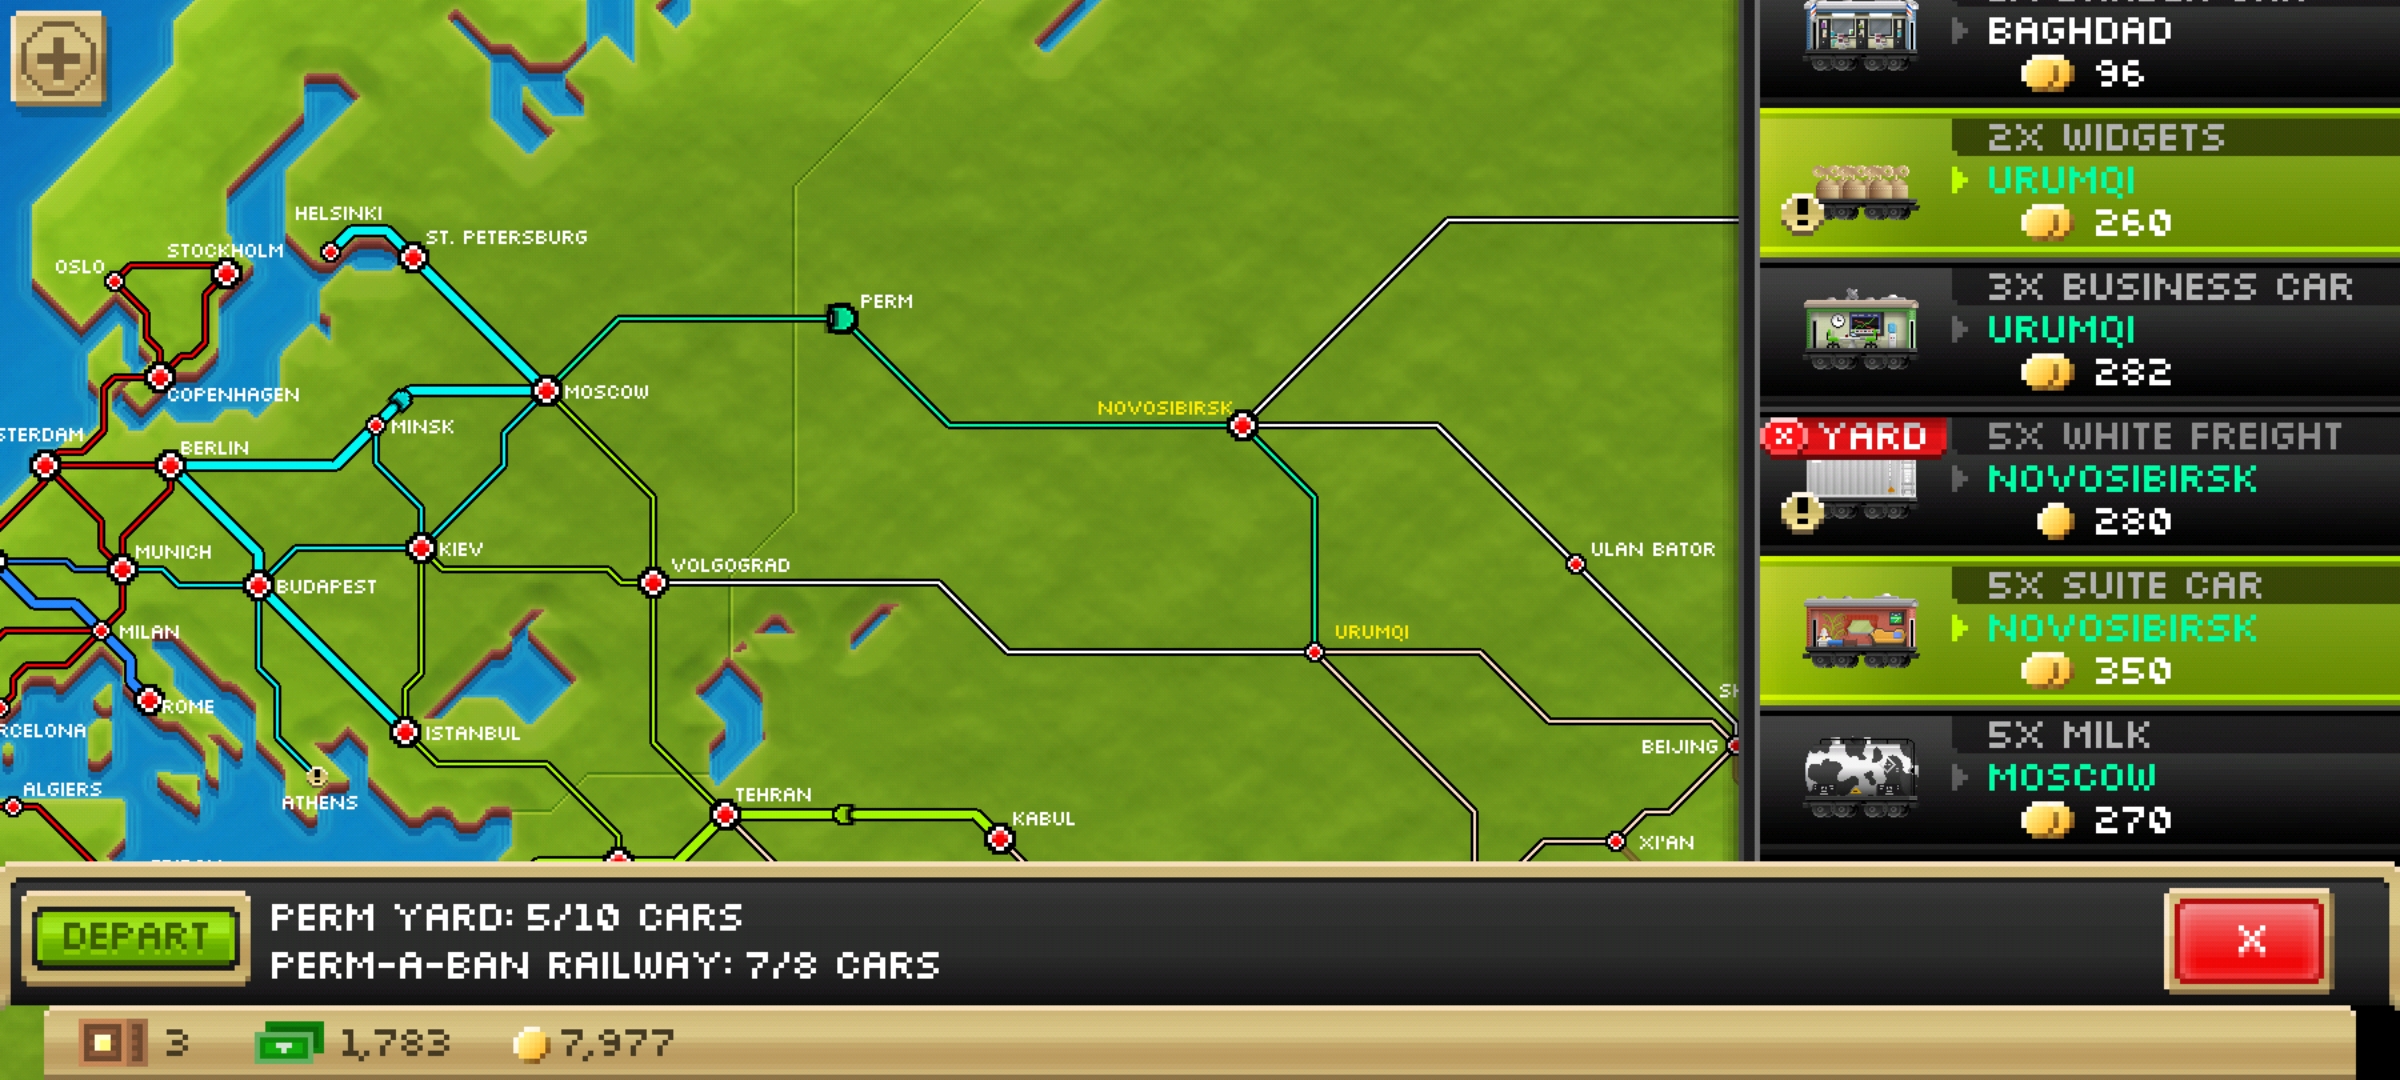 BAGHDAD
96
2X WIDGETS
URUMQI
260
3X BUSINESS CAR
URUMQI
282
YARD
5X WHITE FREIGHT
NOVOSIBIRSK
280
5X SUITE CAR
NOVOSIBIRSK
350
5X MILK
MOSCOW
270
HELSINKI
ST. PETERSBURG
STOCKHOLM
OSLO
PERM
COPENHAGEN
MOSCOW
NOVOSIBIRSK
MINSK
STERDAM
BERLIN
MUNICH
KIEV
ULAN BATOR
VOLGOGRAD
BUDAPEST
MILAN
URUMQI
ROME
SH
RCELONA
ISTANBUL
BEIJING
ALGIERS
ATHENS
TEHRAN
KABUL
XI'AN
DEPART
PERM YARD: 5/10 CARS
PERM-A-BAN RAILWAY: 7/8 CARS
X
3
1,783
7,977